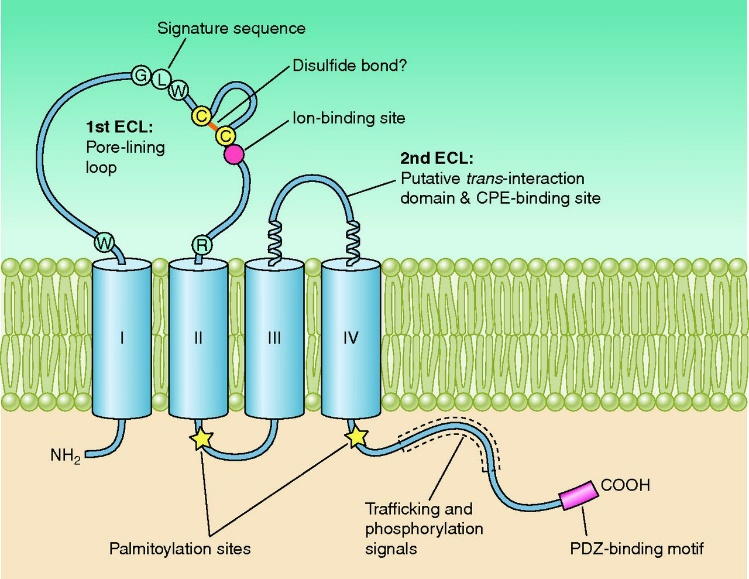 Signature sequence
G L W
Disulfide bond?
C
C
Ion-binding site
1st ECL:
Pore-lining
loop
2nd ECL:
Putative trans-interaction
domain & CPE-binding site
W
R
I II III IV
NH2
COOH
Trafficking and
phosphorylation
signals
Palmitoylation sites
PDZ-binding motif